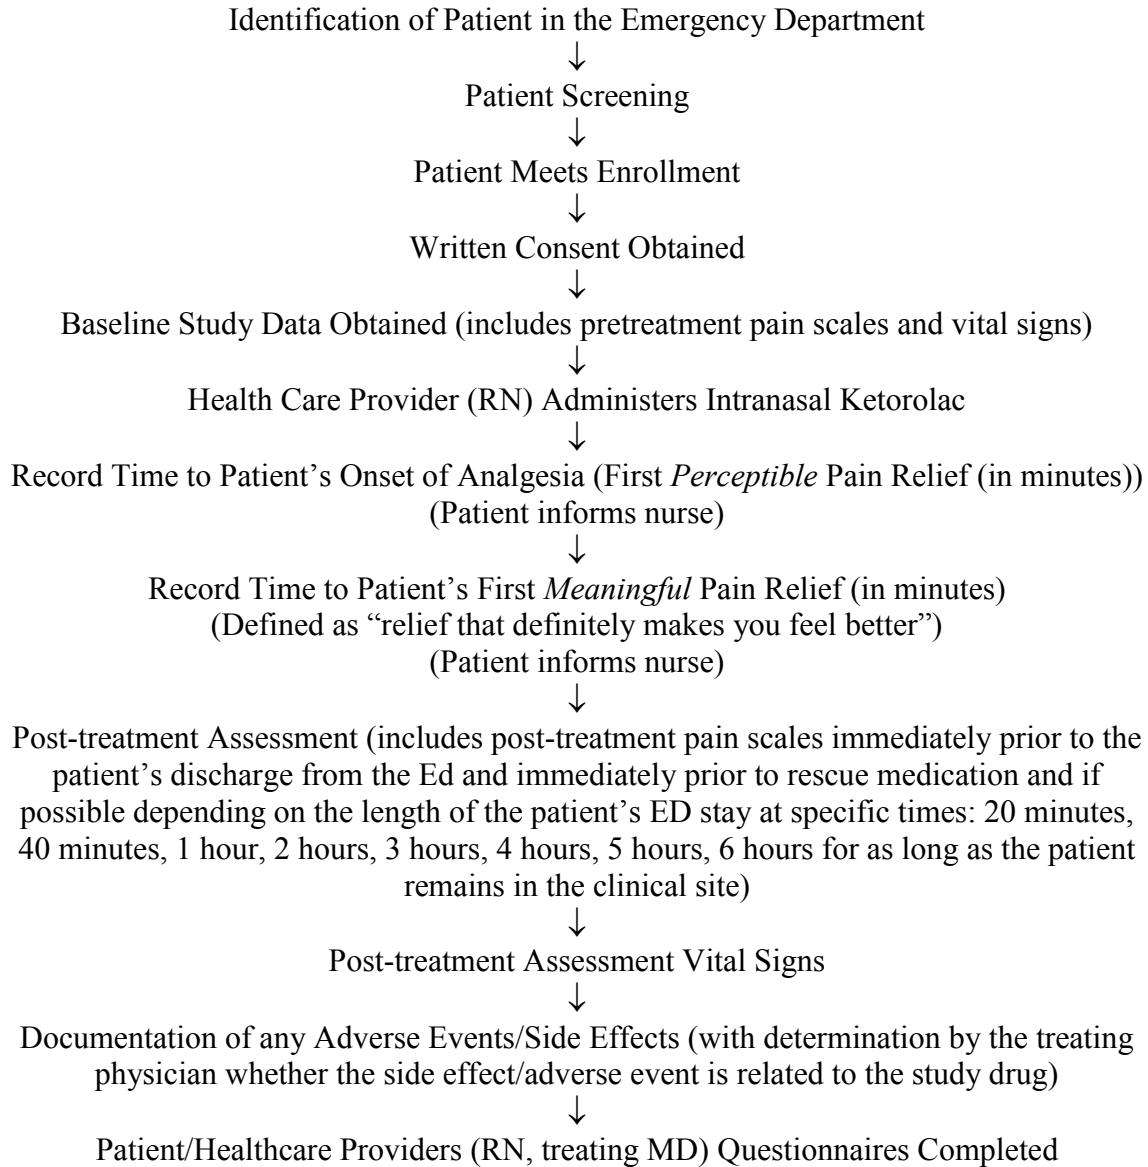 Identification of Patient in the Emergency Department
↓
Patient Screening
↓
Patient Meets Enrollment
↓
Written Consent Obtained
↓
Baseline Study Data Obtained (includes pretreatment pain scales and vital signs)
↓
Health Care Provider (RN) Administers Intranasal Ketorolac
↓
Record Time to Patient’s Onset of Analgesia (First Perceptible Pain Relief (in minutes))
(Patient informs nurse)
↓
Record Time to Patient’s First Meaningful Pain Relief (in minutes)
(Defined as “relief that definitely makes you feel better”)
(Patient informs nurse)
↓
Post-treatment Assessment (includes post-treatment pain scales immediately prior to the
patient’s discharge from the Ed and immediately prior to rescue medication and if
possible depending on the length of the patient’s ED stay at specific times: 20 minutes,
40 minutes, 1 hour, 2 hours, 3 hours, 4 hours, 5 hours, 6 hours for as long as the patient
remains in the clinical site)
↓
Post-treatment Assessment Vital Signs
↓
Documentation of any Adverse Events/Side Effects (with determination by the treating
physician whether the side effect/adverse event is related to the study drug)
↓
Patient/Healthcare Providers (RN, treating MD) Questionnaires Completed